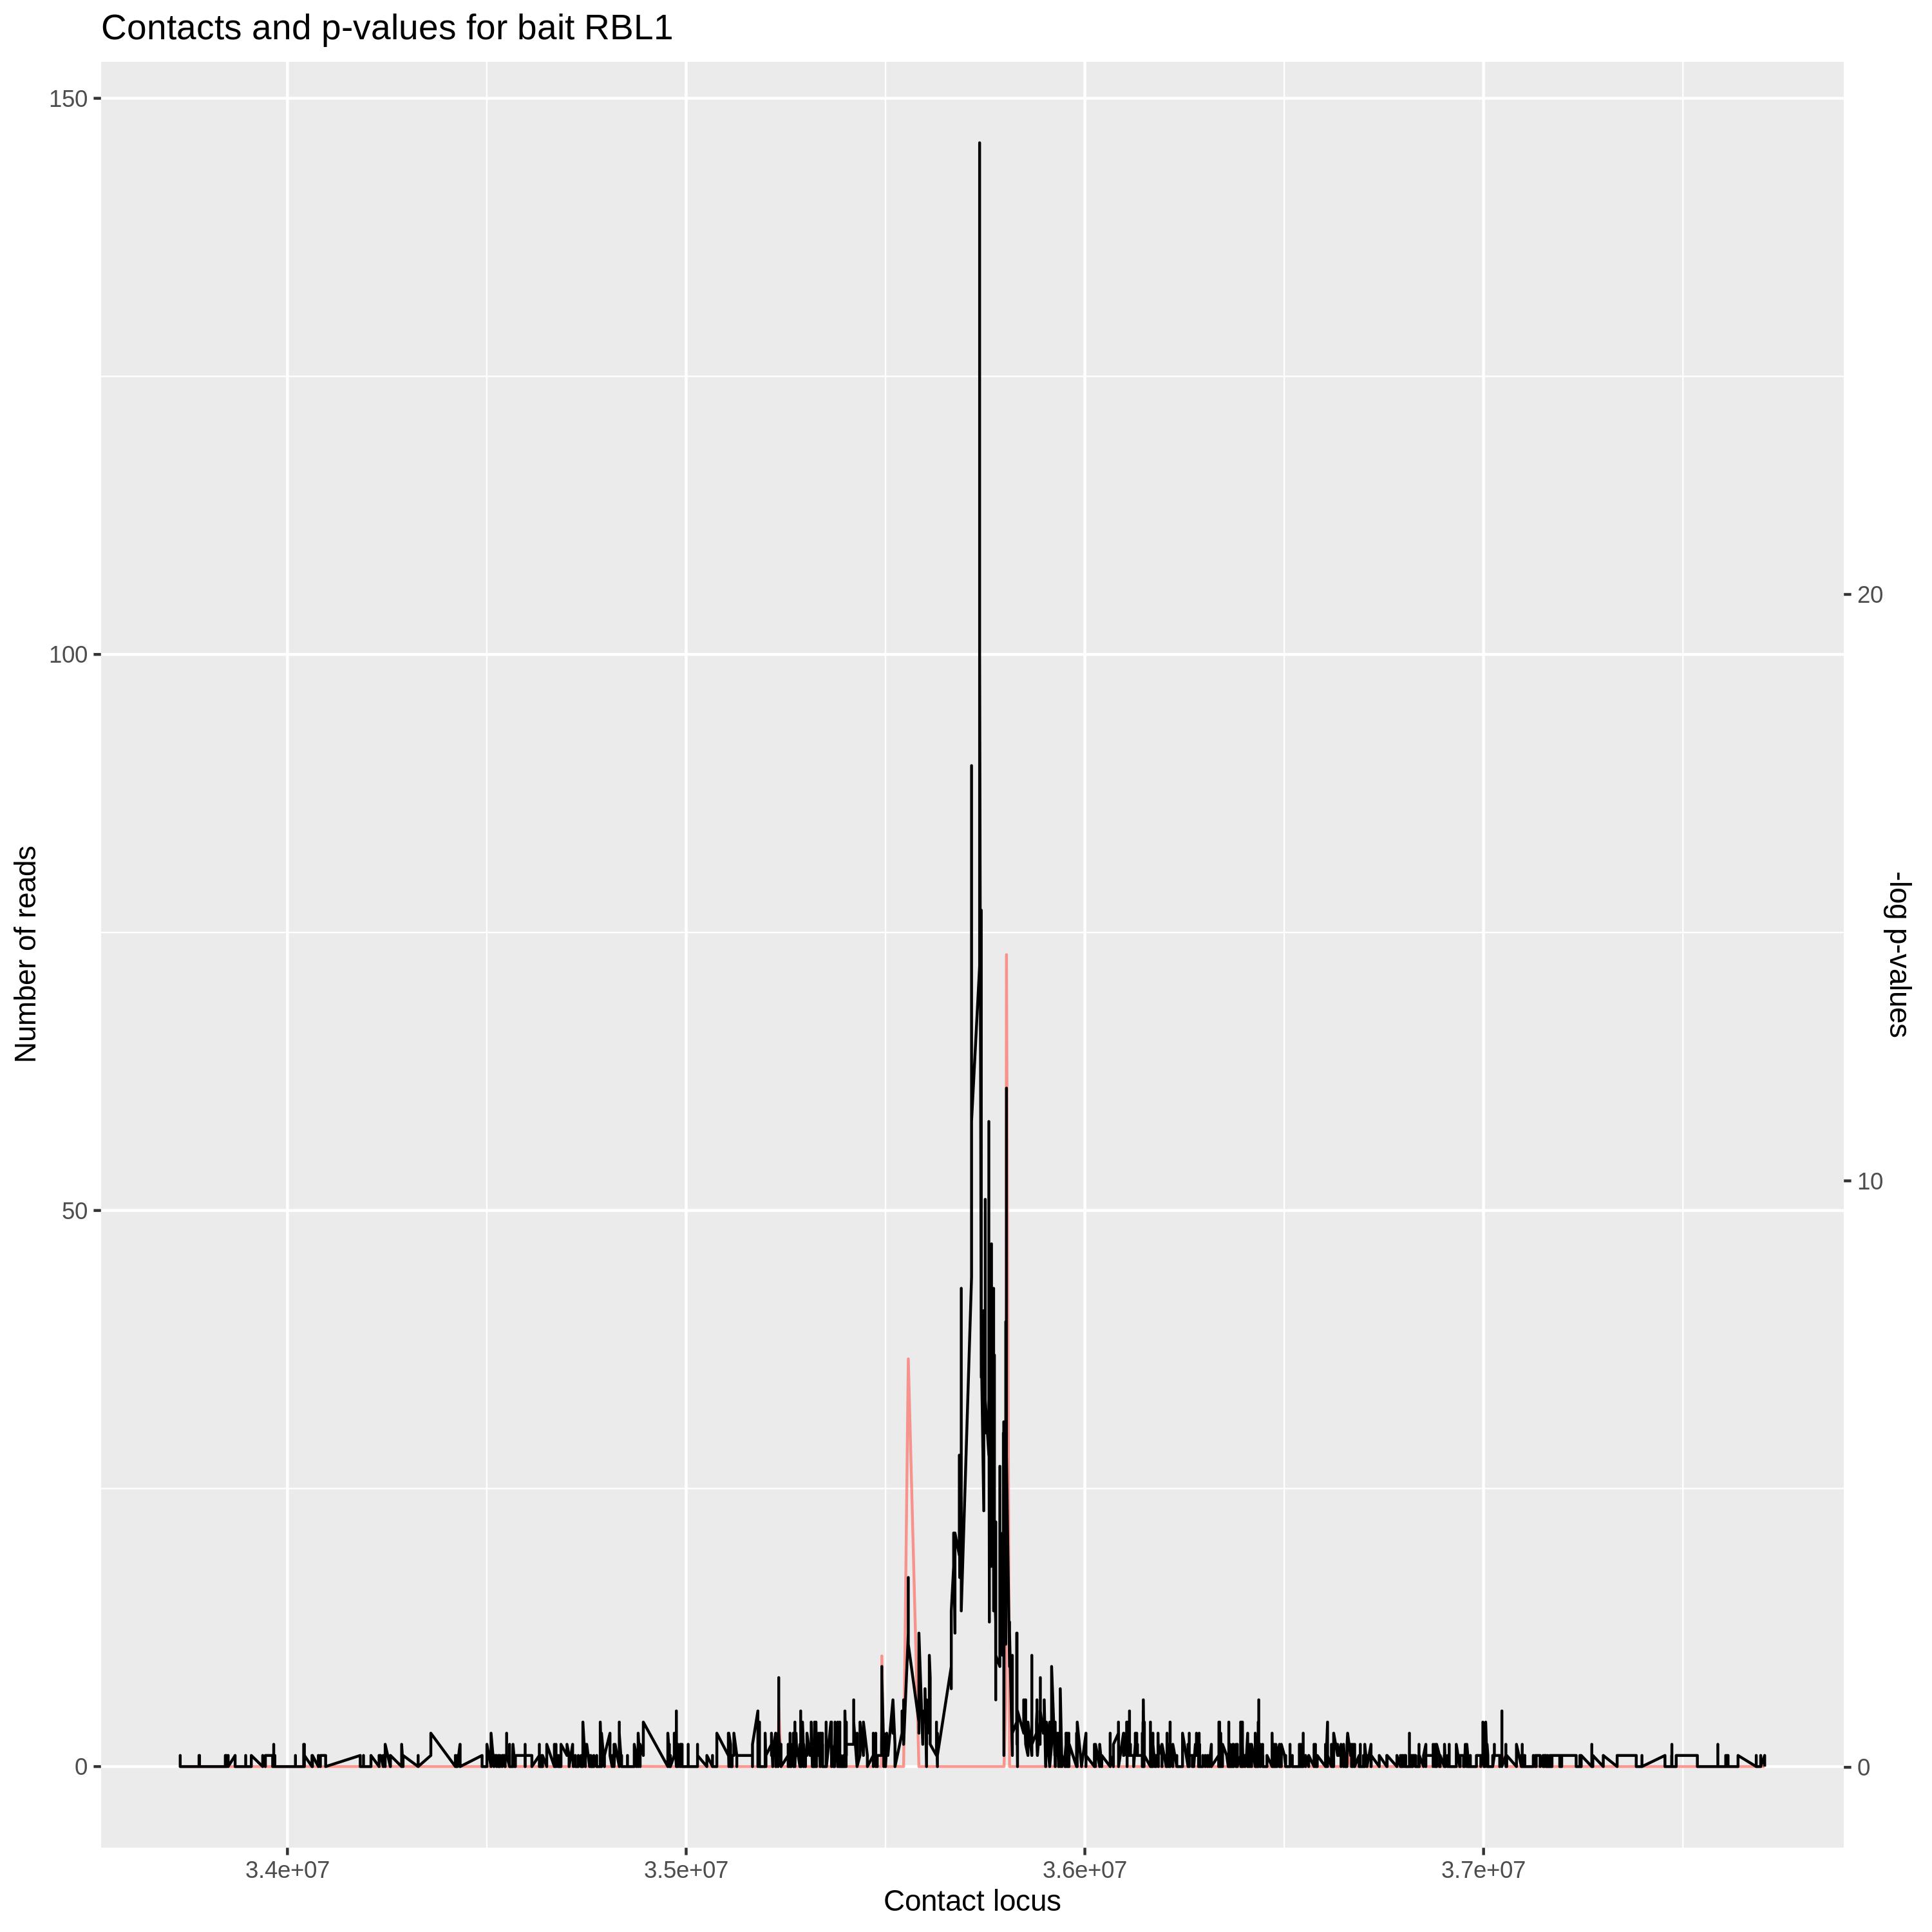 Contacts and p-values for bait RBL1
150
100
50
0
Number of reads
20
10
0
-log p-values
3.4e+07
3.5e+07
3.6e+07
3.7e+07
Contact locus